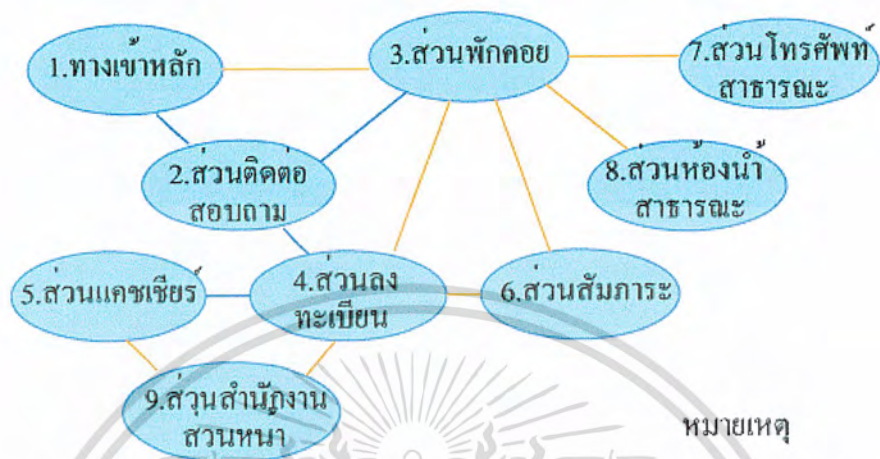 1.ทางเข้าหลัก
3.ส่วนพักคอย
7.ส่วนโทรศัพท์
สาธารณะ
2.ส่วนติดต่อ
สอบถาม
8.ส่วนห้องน้ำ
สาธารณะ
5.ส่วนแคชเชียร์
4.ส่วนลง
ทะเบียน
6.ส่วนสัมภาระ
9.ส่วนสำนักงาน
สวนหน้า
หมายเหตุ